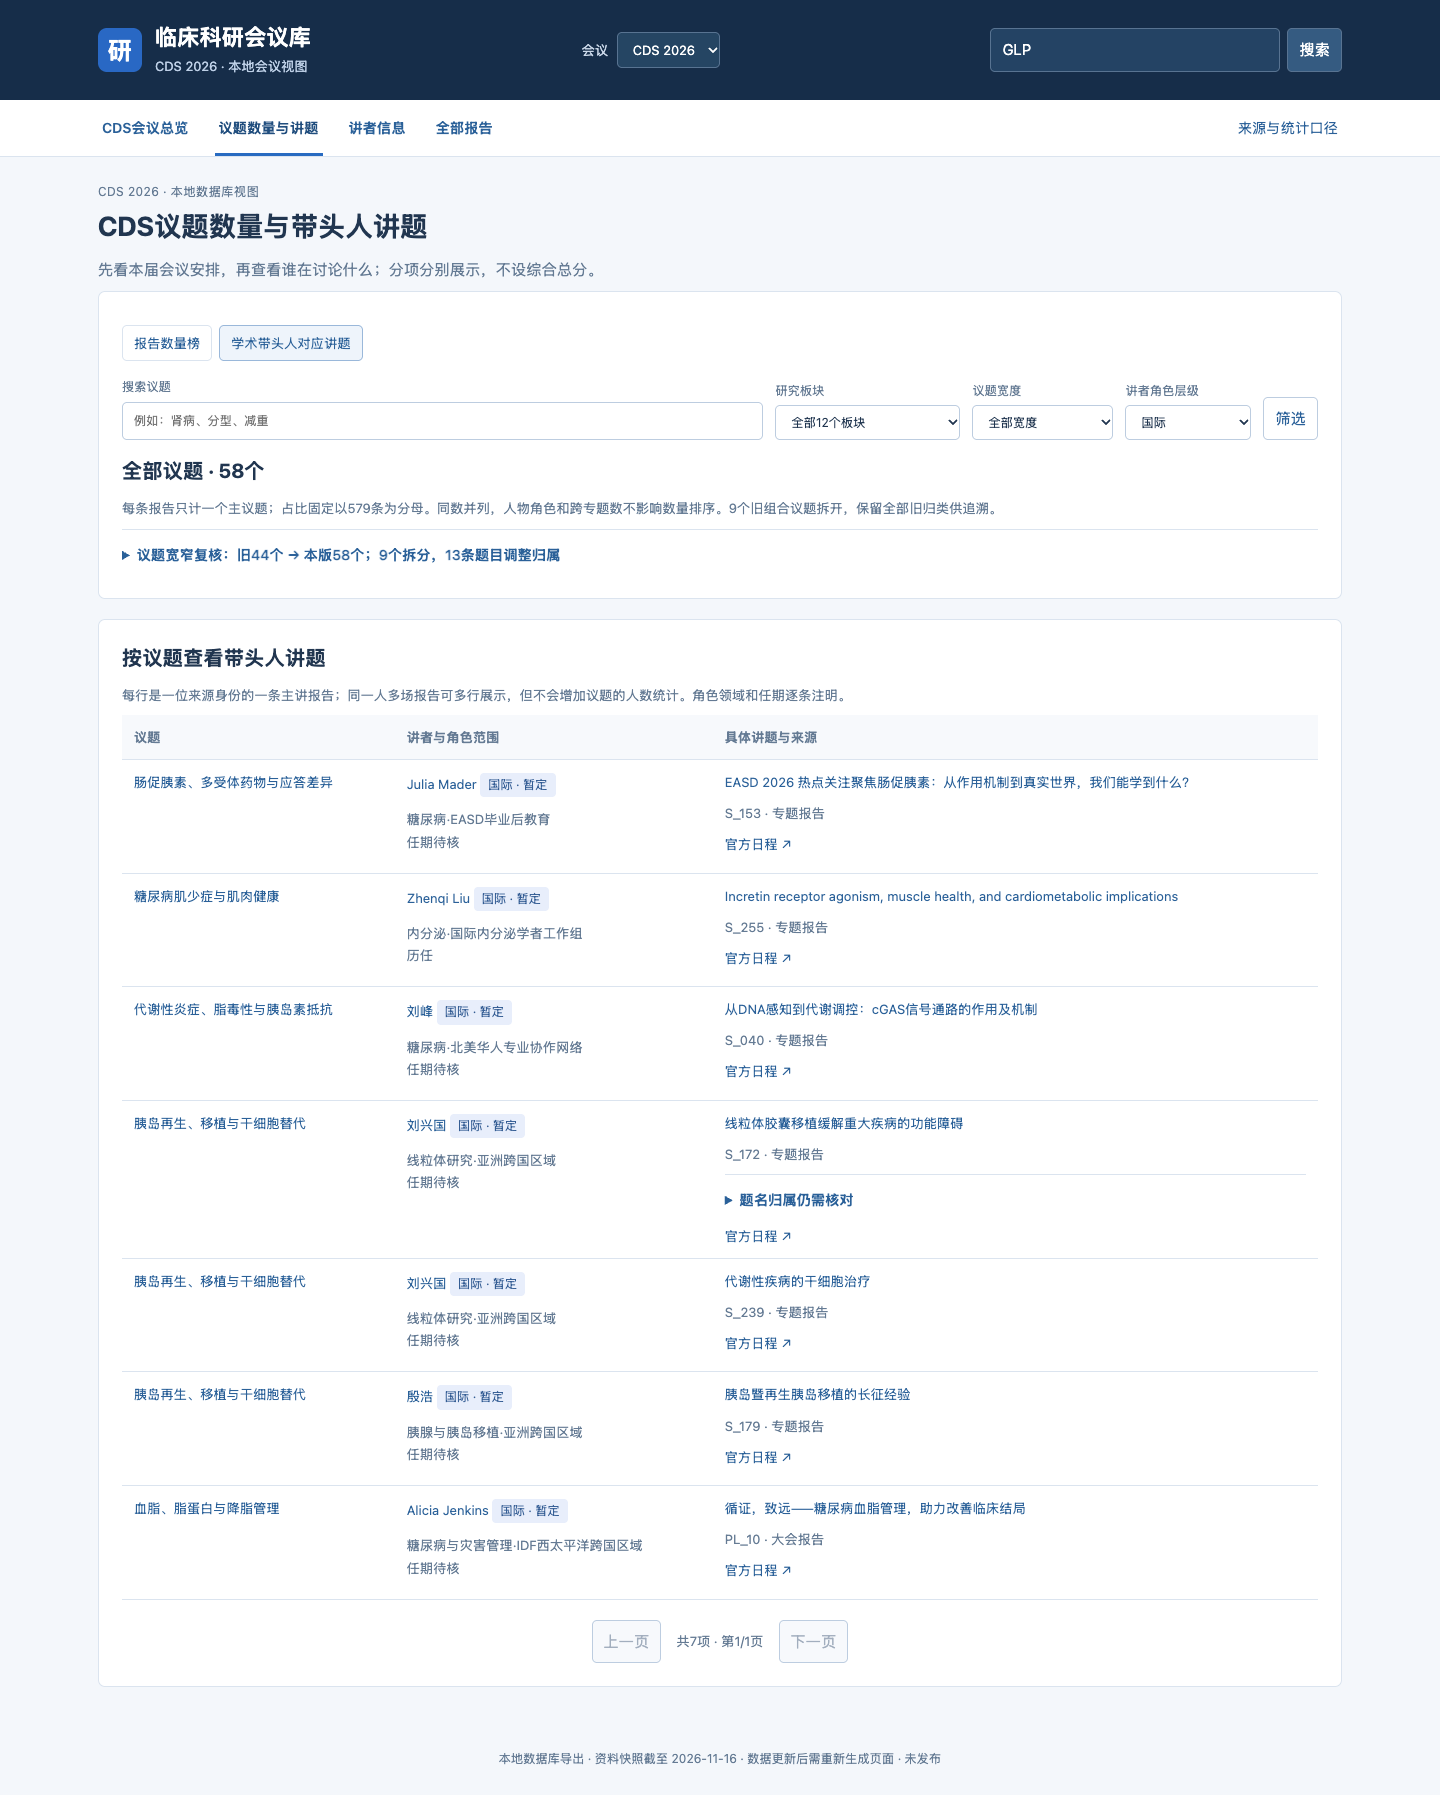 研
临床科研会议库
CDS 2026 · 本地会议视图
会议
CDS 2026
GLP
搜索
CDS会议总览
议题数量与讲题
讲者信息
全部报告
来源与统计口径
CDS 2026 · 本地数据库视图
CDS议题数量与带头人讲题
先看本届会议安排，再查看谁在讨论什么；分项分别展示，不设综合总分。
报告数量榜
学术带头人对应讲题
搜索议题
研究板块
议题宽度
讲者角色层级
例如：肾病、分型、减重
全部12个板块
全部宽度
国际
筛选
全部议题 · 58个
每条报告只计一个主议题；占比固定以579条为分母。同数并列，人物角色和跨专题数不影响数量排序。9个旧组合议题拆开，保留全部旧归类供追溯。
▶ 议题宽窄复核：旧44个 → 本版58个；9个拆分，13条题目调整归属
按议题查看带头人讲题
每行是一位来源身份的一条主讲报告；同一人多场报告可多行展示，但不会增加议题的人数统计。角色领域和任期逐条注明。
议题
讲者与角色范围
具体讲题与来源
肠促胰素、多受体药物与应答差异
Julia Mader 国际 · 暂定
糖尿病·EASD毕业后教育
任期待核
EASD 2026 热点关注聚焦肠促胰素：从作用机制到真实世界，我们能学到什么?
S_153 · 专题报告
官方日程 ↗
糖尿病肌少症与肌肉健康
Zhenqi Liu 国际 · 暂定
内分泌·国际内分泌学者工作组
历任
Incretin receptor agonism, muscle health, and cardiometabolic implications
S_255 · 专题报告
官方日程 ↗
代谢性炎症、脂毒性与胰岛素抵抗
刘峰 国际 · 暂定
糖尿病·北美华人专业协作网络
任期待核
从DNA感知到代谢调控：cGAS信号通路的作用及机制
S_040 · 专题报告
官方日程 ↗
胰岛再生、移植与干细胞替代
刘兴国 国际 · 暂定
线粒体研究·亚洲跨国区域
任期待核
线粒体胶囊移植缓解重大疾病的功能障碍
S_172 · 专题报告
▶ 题名归属仍需核对
官方日程 ↗
胰岛再生、移植与干细胞替代
刘兴国 国际 · 暂定
线粒体研究·亚洲跨国区域
任期待核
代谢性疾病的干细胞治疗
S_239 · 专题报告
官方日程 ↗
胰岛再生、移植与干细胞替代
殷浩 国际 · 暂定
胰腺与胰岛移植·亚洲跨国区域
任期待核
胰岛暨再生胰岛移植的长征经验
S_179 · 专题报告
官方日程 ↗
血脂、脂蛋白与降脂管理
Alicia Jenkins 国际 · 暂定
糖尿病与灾害管理·IDF西太平洋跨国区域
任期待核
循证，致远——糖尿病血脂管理，助力改善临床结局
PL_10 · 大会报告
官方日程 ↗
上一页
共7项 · 第1/1页
下一页
本地数据库导出 · 资料快照截至 2026-11-16 · 数据更新后需重新生成页面 · 未发布